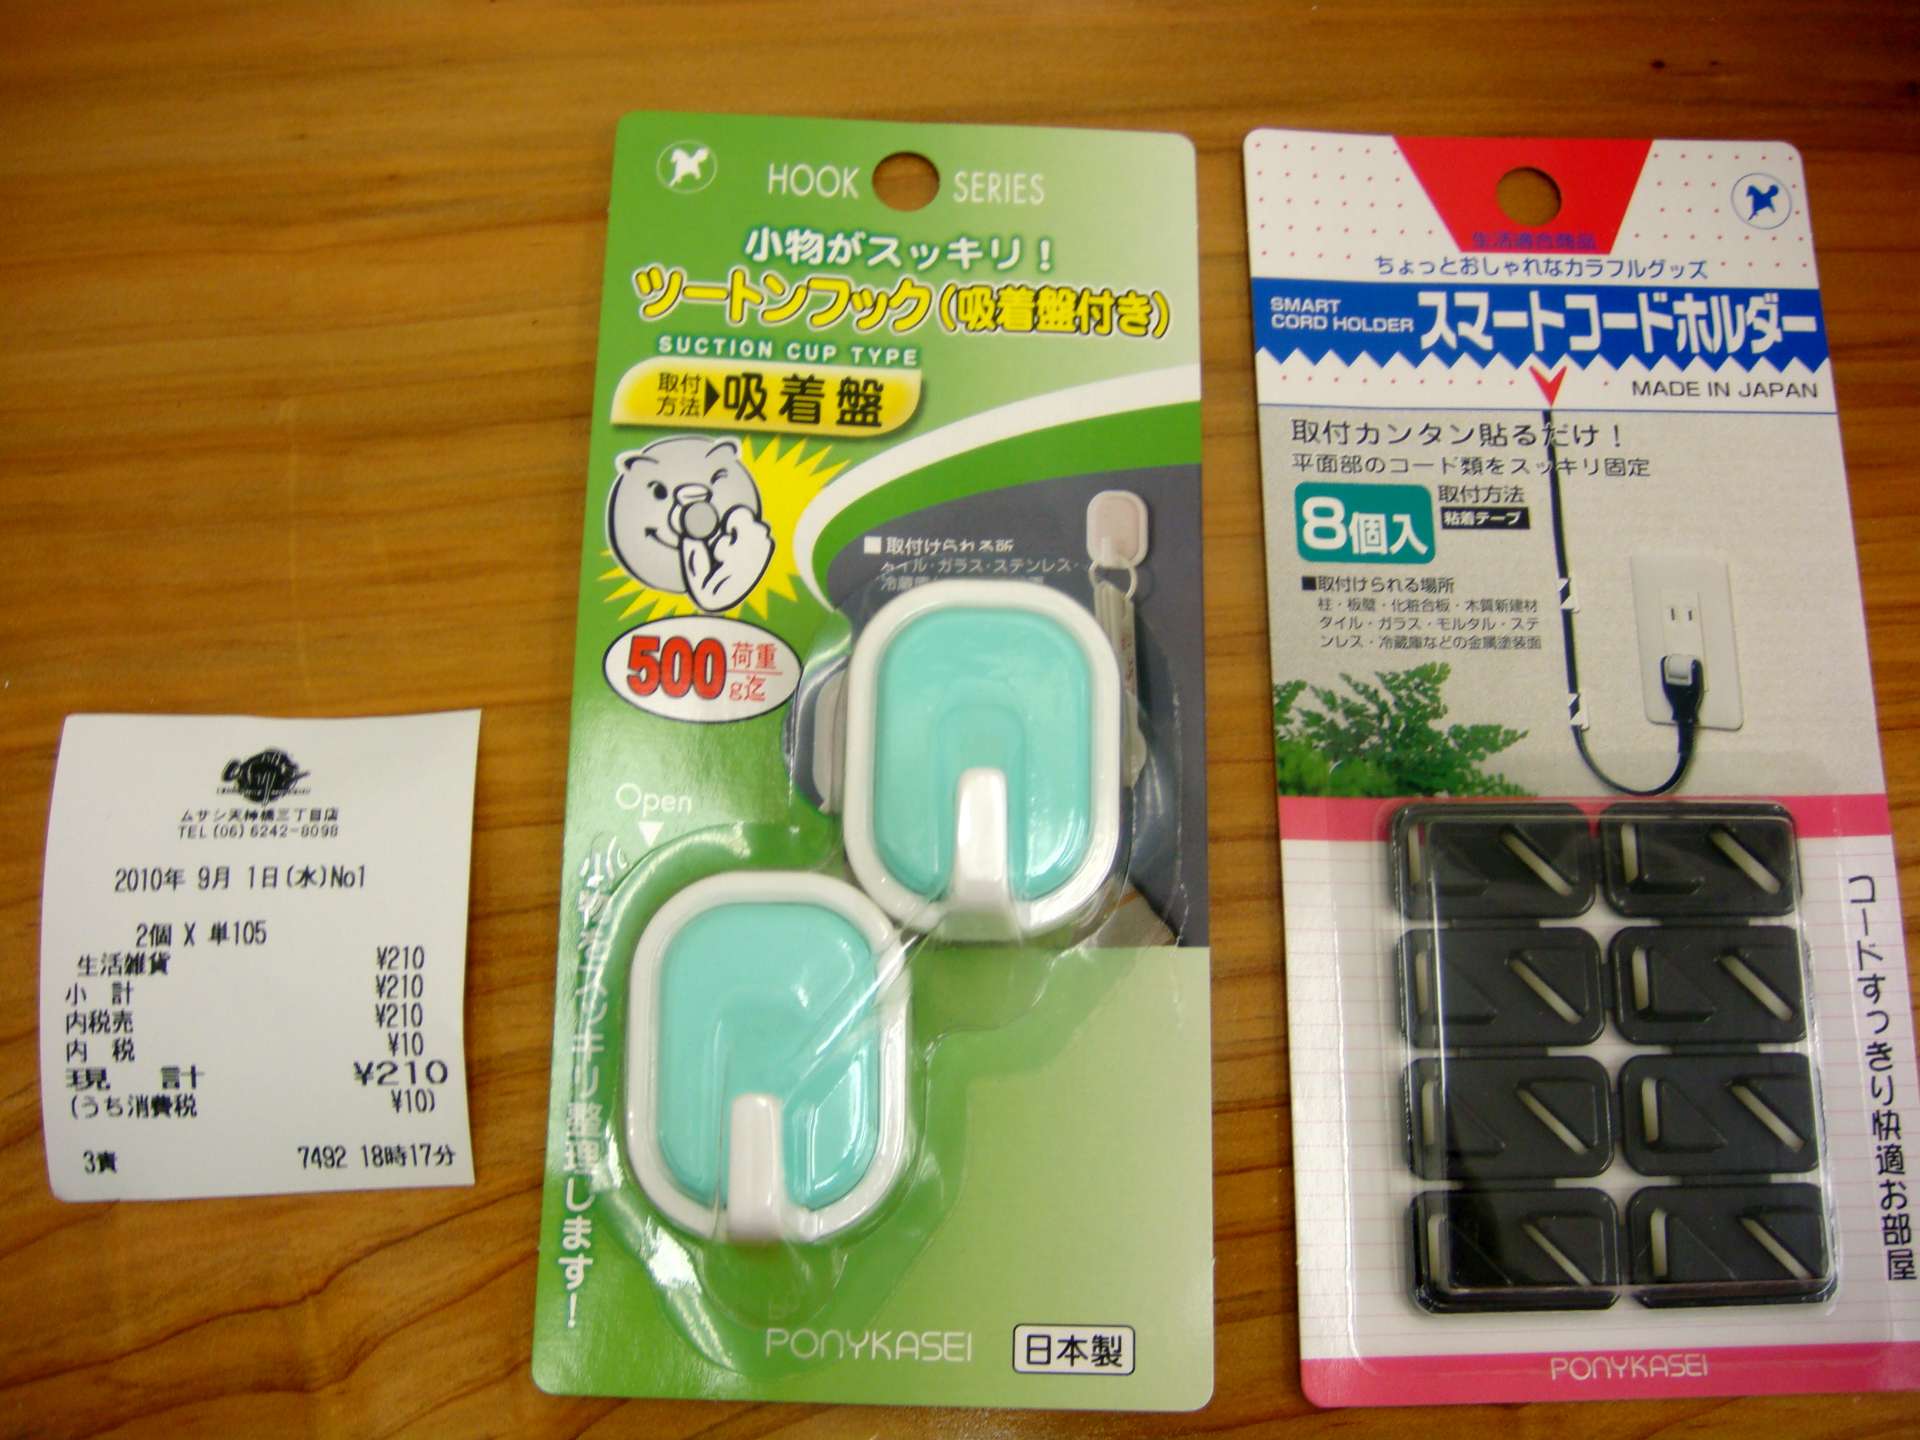 ムサシ天神橋三丁目店
TEL(06)6242-8098
2010年 9月 1日(水)No1
2個 X 単105
生活雑貨 ¥210
小 計 ¥210
内税売 ¥210
内 税 ¥10
現 計 ¥210
(うち消費税 ¥10)
3責 7492 18時17分
HOOK SERIES
小物がスッキリ!
ツートンフック(吸着盤付き)
SUCTION CUP TYPE
取付方法▶吸着盤
■取付けられる所
タイル・ガラス・ステンレス・
500g迄
荷重
Open
整理します!
PONYKASEI
日本製
生活適合商品
ちょっとおしゃれなカラフルグッズ
SMART CORD HOLDER
スマートコードホルダー
MADE IN JAPAN
取付カンタン貼るだけ!
平面部のコード類をスッキリ固定
8個入
取付方法
粘着テープ
■取付けられる場所
柱・板壁・化粧合板・木質新建材
タイル・ガラス・モルタル・ステ
ンレス・冷蔵庫などの金属塗装面
コードすっきり快適お部屋
PONYKASEI